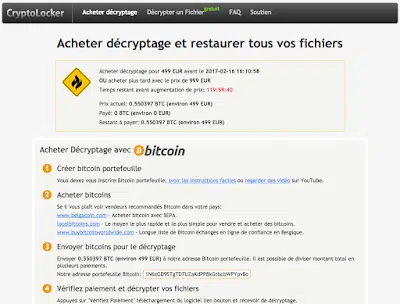 CryptoLocker Acheter décryptage Décrypter un Fichier gratuit FAQ Soutien
Acheter décryptage et restaurer tous vos fichiers
Acheter décryptage pour 499 EUR avant le 2017-02-16 16:10:58
OU acheter plus tard avec le prix de 999 EUR
Temps restant avant augmentation de prix: 119:59:40
Prix actuel: 0.550397 BTC (environ 499 EUR)
Payé: 0 BTC (environ 0 EUR)
Restant à payer: 0.550397 BTC (environ 499 EUR)
Acheter Décryptage avec bitcoin
1 Créer bitcoin portefeuille
Vous devez vous inscrire Bitcoin portefeuille, voir les instructions faciles ou regarder des vidéo sur YouTube.
2 Acheter bitcoins
Se il vous plaît voir vendeurs recommandés Bitcoin dans votre pays:
www.belgacoin.com - Acheter bitcoin avec SEPA.
localbitcoins.com - Le moyen le plus rapide et le plus simple pour vendre et acheter des bitcoins.
www.buybitcoinworldwide.com - Longue liste de Bitcoin échanges en ligne de confiance en Belgique.
3 Envoyer bitcoins pour le décryptage
Envoyer 0.550397 BTC (environ 499 EUR) à notre adresse Bitcoin portefeuille. Il est possible de diviser montant total en plusieurs paiements.
Notre adresse portefeuille Bitcoin:
4 Vérifiez paiement et décrypter vos fichiers
Appuyez sur "Vérifiez Paiement" téléchargement du logiciel lien bouton et recevoir de décryptage.